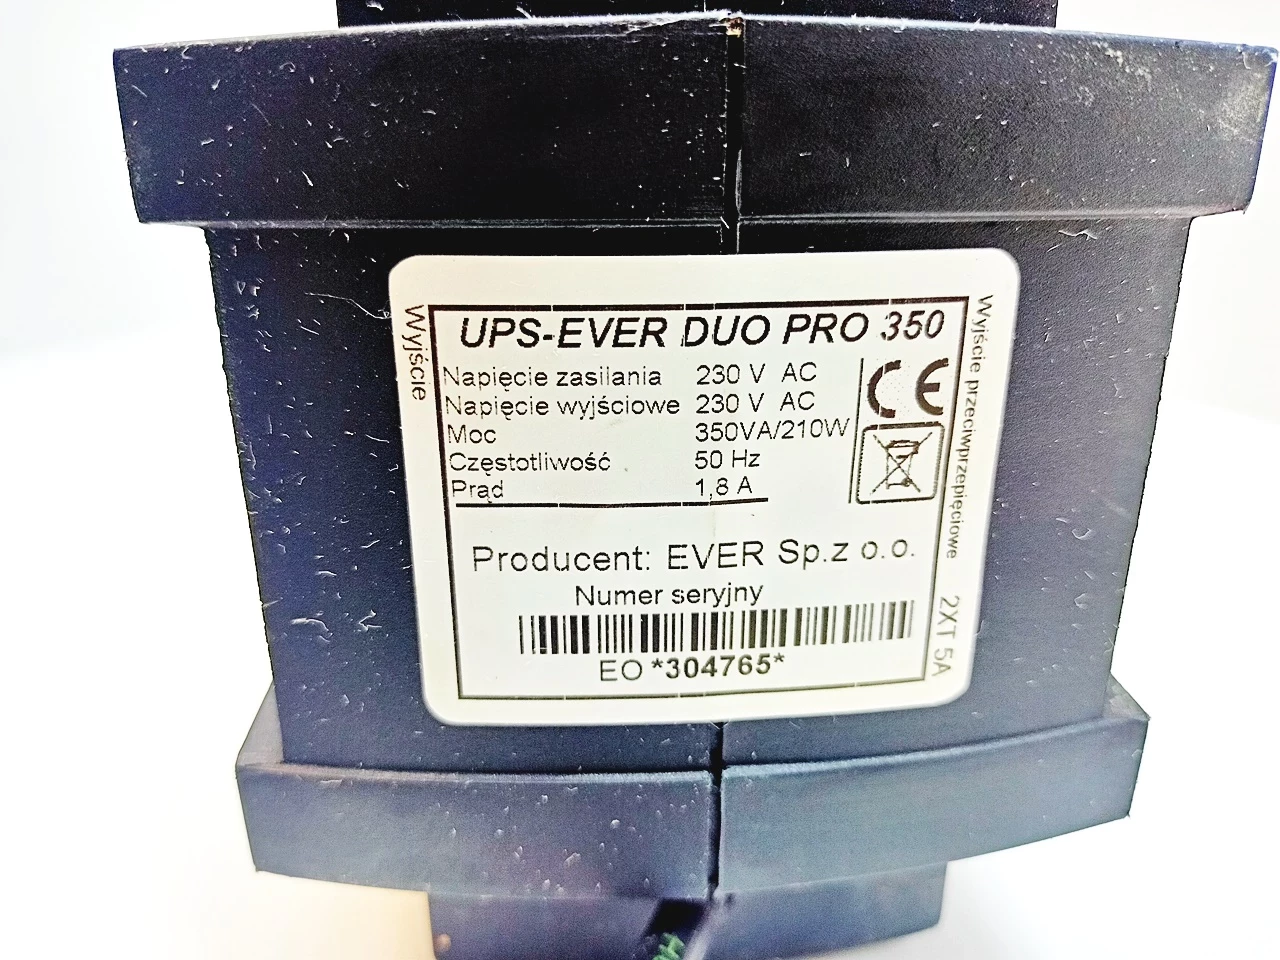 UPS-EVER DUO PRO 350
Napięcie zasilania 230 V AC
Napięcie wyjściowe 230 V AC
Moc 350VA/210W
Częstotliwość 50 Hz
Prąd 1,8 A
CE
Producent: EVER Sp.z o.o.
Numer seryjny
EO *304765*
Wyjście
Wyjście przeciwprzepięciowe 2XT 5A